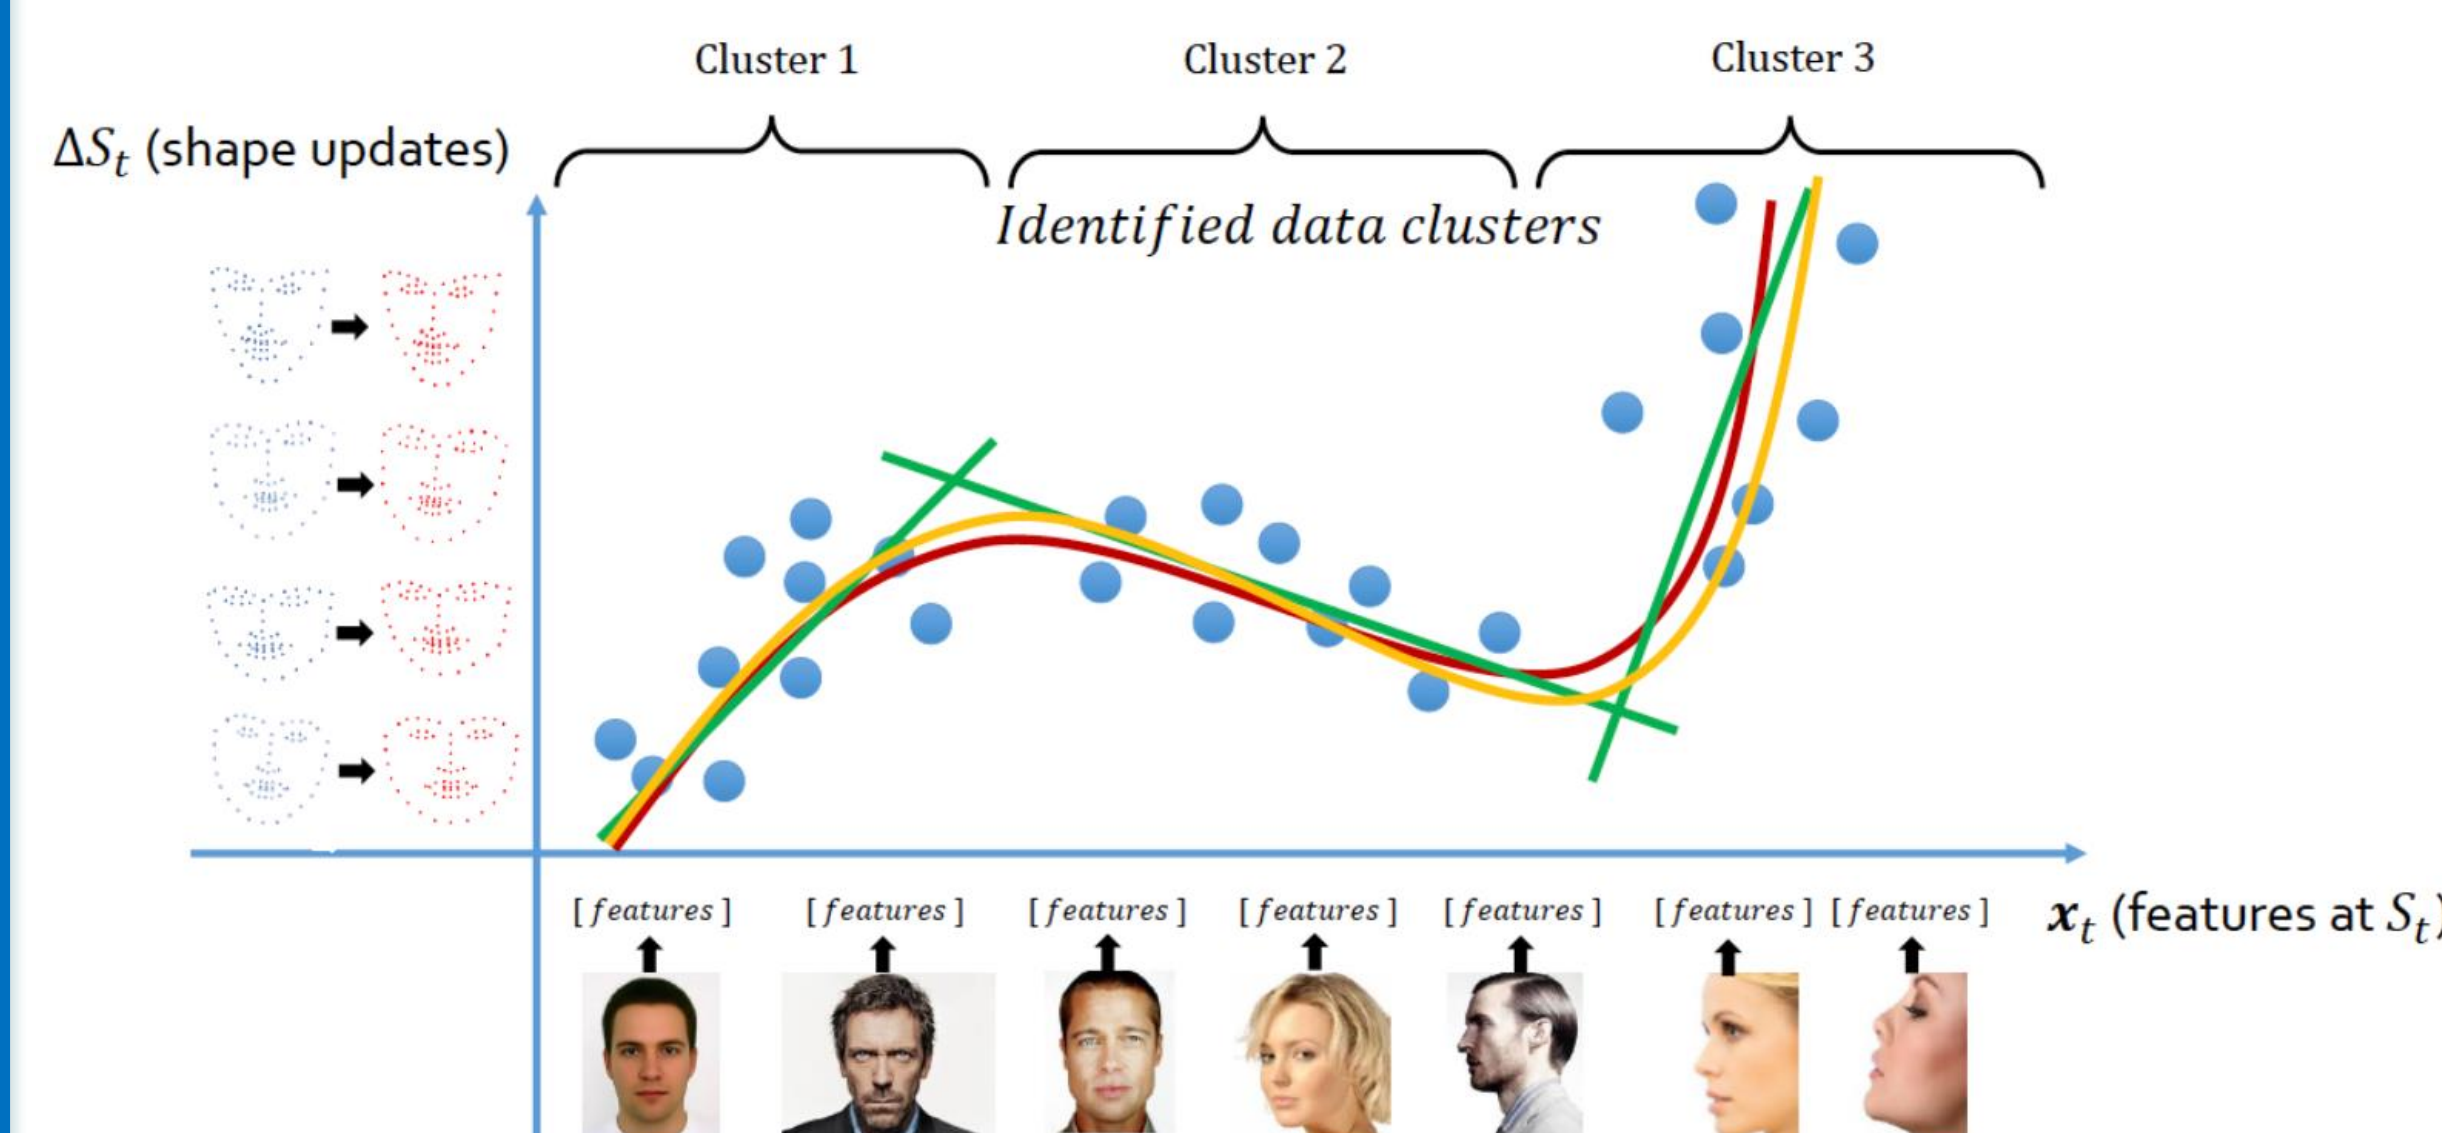 Cluster 1
Cluster 2
Cluster 3
ΔS_t (shape updates)
Identified data clusters
[features]
[features]
[features]
[features]
[features]
[features]
[features]
x_t (features at S_t)